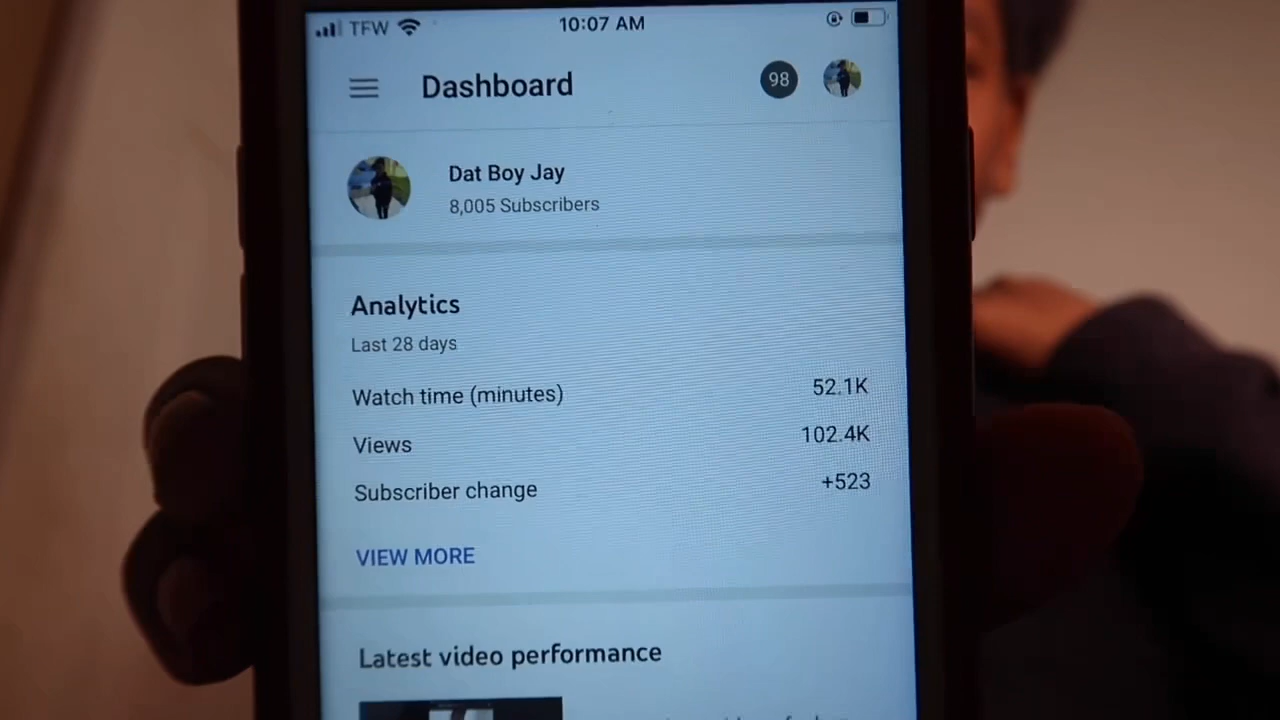 TFW 10:07 AM
Dashboard 98
Dat Boy Jay
8,005 Subscribers
Analytics
Last 28 days
Watch time (minutes) 52.1K
Views 102.4K
Subscriber change +523
VIEW MORE
Latest video performance